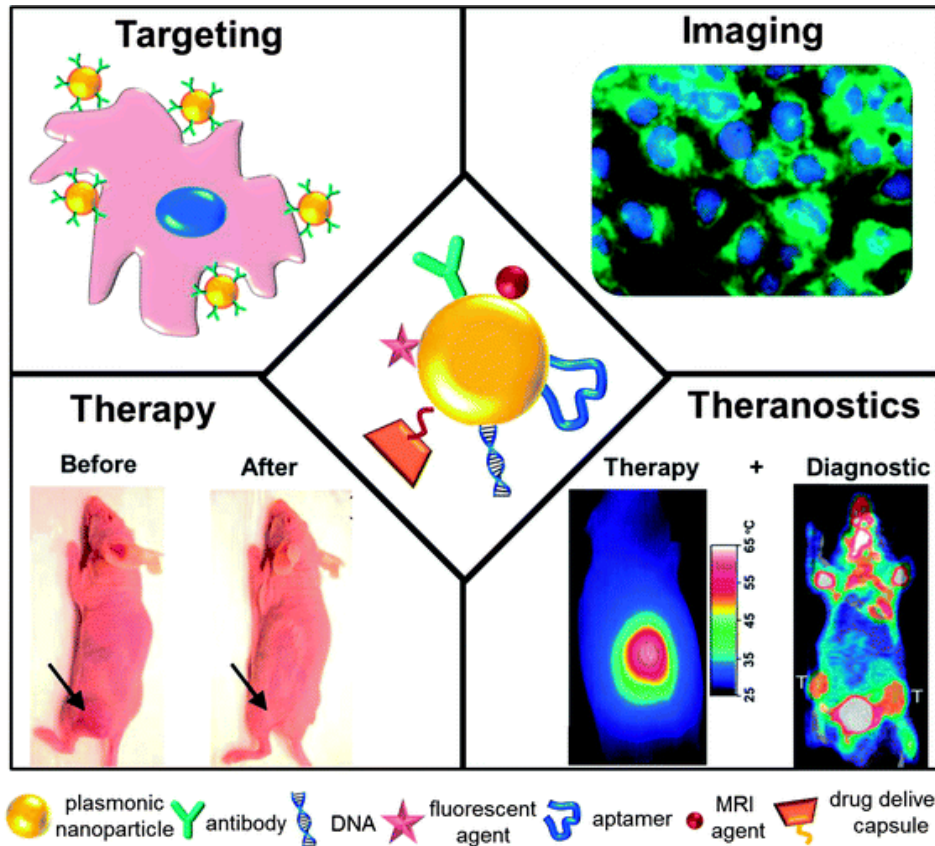 Targeting
Imaging
Therapy
Before
After
Theranostics
Therapy + Diagnostic
65 °C
55
45
35
25
T
T
plasmonic
nanoparticle
antibody
DNA
fluorescent
agent
aptamer
MRI
agent
drug delive
capsule